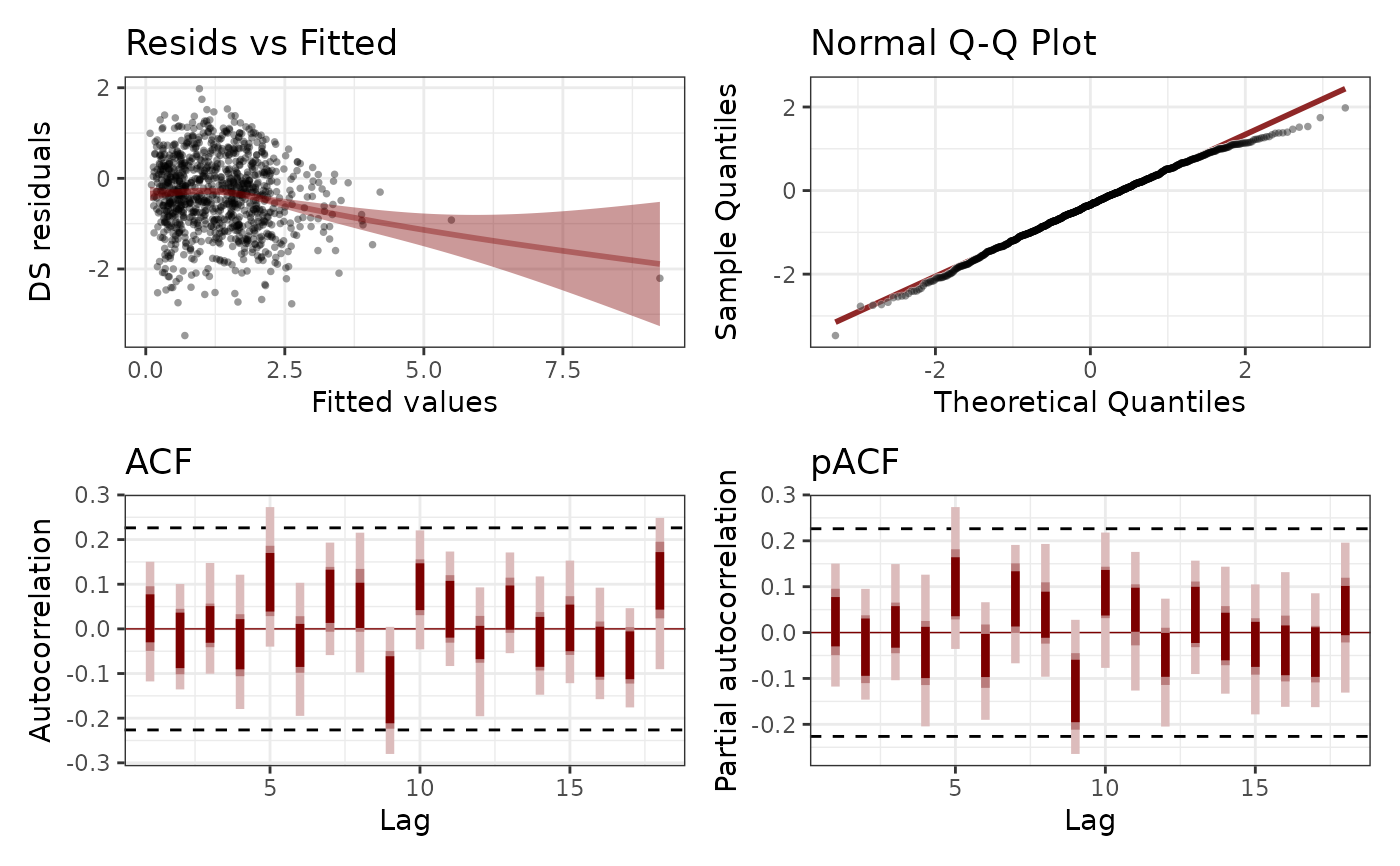 Resids vs Fitted
DS residuals
2
0
-2
0.0 2.5 5.0 7.5
Fitted values
Normal Q-Q Plot
Sample Quantiles
2
0
-2
-2 0 2
Theoretical Quantiles
ACF
Autocorrelation
0.3
0.2
0.1
0.0
-0.1
-0.2
-0.3
5 10 15
Lag
pACF
Partial autocorrelation
0.3
0.2
0.1
0.0
-0.1
-0.2
5 10 15
Lag